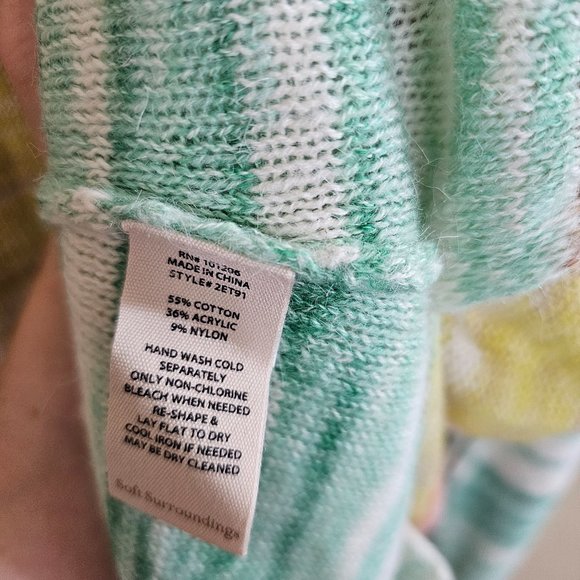 RN# 101206
MADE IN CHINA
STYLE# 2ET91
55% COTTON
36% ACRYLIC
9% NYLON
HAND WASH COLD
SEPARATELY
ONLY NON-CHLORINE
BLEACH WHEN NEEDED
RE-SHAPE &
LAY FLAT TO DRY
COOL IRON IF NEEDED
MAY BE DRY CLEANED
Soft Surroundings